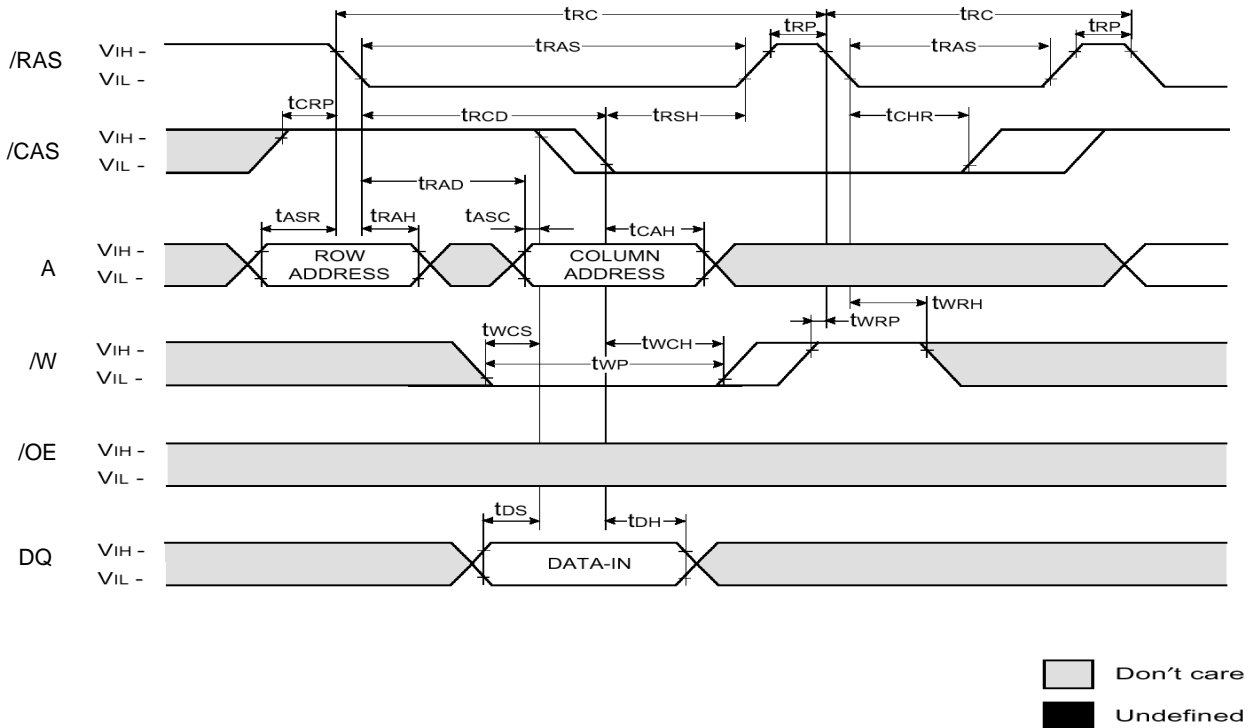 tRC tRC
tRP tRP
/RAS VIH - tRAS tRAS
VIL -
tCRP tRCD tRSH tCHR
/CAS VIH -
VIL -
tRAD
tASR tRAH tASC tCAH
A VIH - ROW ADDRESS COLUMN ADDRESS
VIL -
tWRH
tWRP
tWCS tWCH
/W VIH -
tWP
VIL -
/OE VIH -
VIL -
tDS tDH
DQ VIH -
DATA-IN
VIL -
Don't care
Undefined